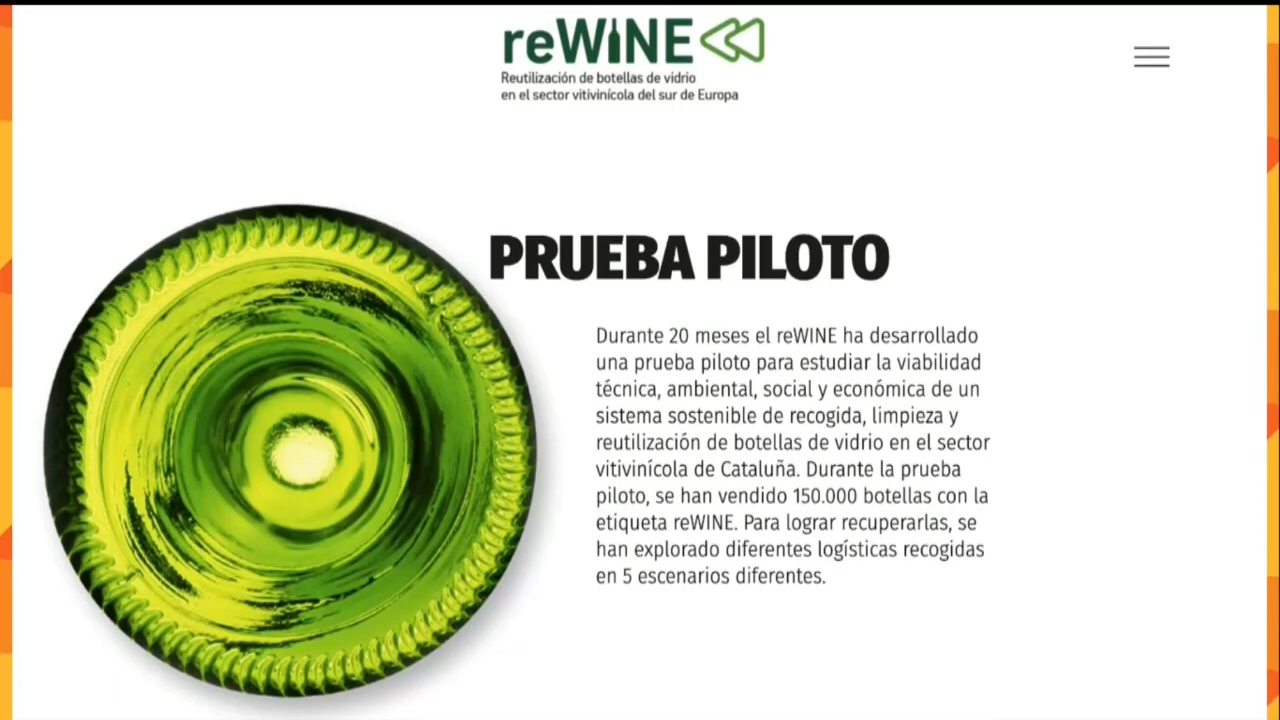 reWINE
Reutilización de botellas de vidrio
en el sector vitivinícola del sur de Europa
PRUEBA PILOTO
Durante 20 meses el reWINE ha desarrollado
una prueba piloto para estudiar la viabilidad
técnica, ambiental, social y económica de un
sistema sostenible de recogida, limpieza y
reutilización de botellas de vidrio en el sector
vitivinícola de Cataluña. Durante la prueba
piloto, se han vendido 150.000 botellas con la
etiqueta reWINE. Para lograr recuperarlas, se
han explorado diferentes logísticas recogidas
en 5 escenarios diferentes.